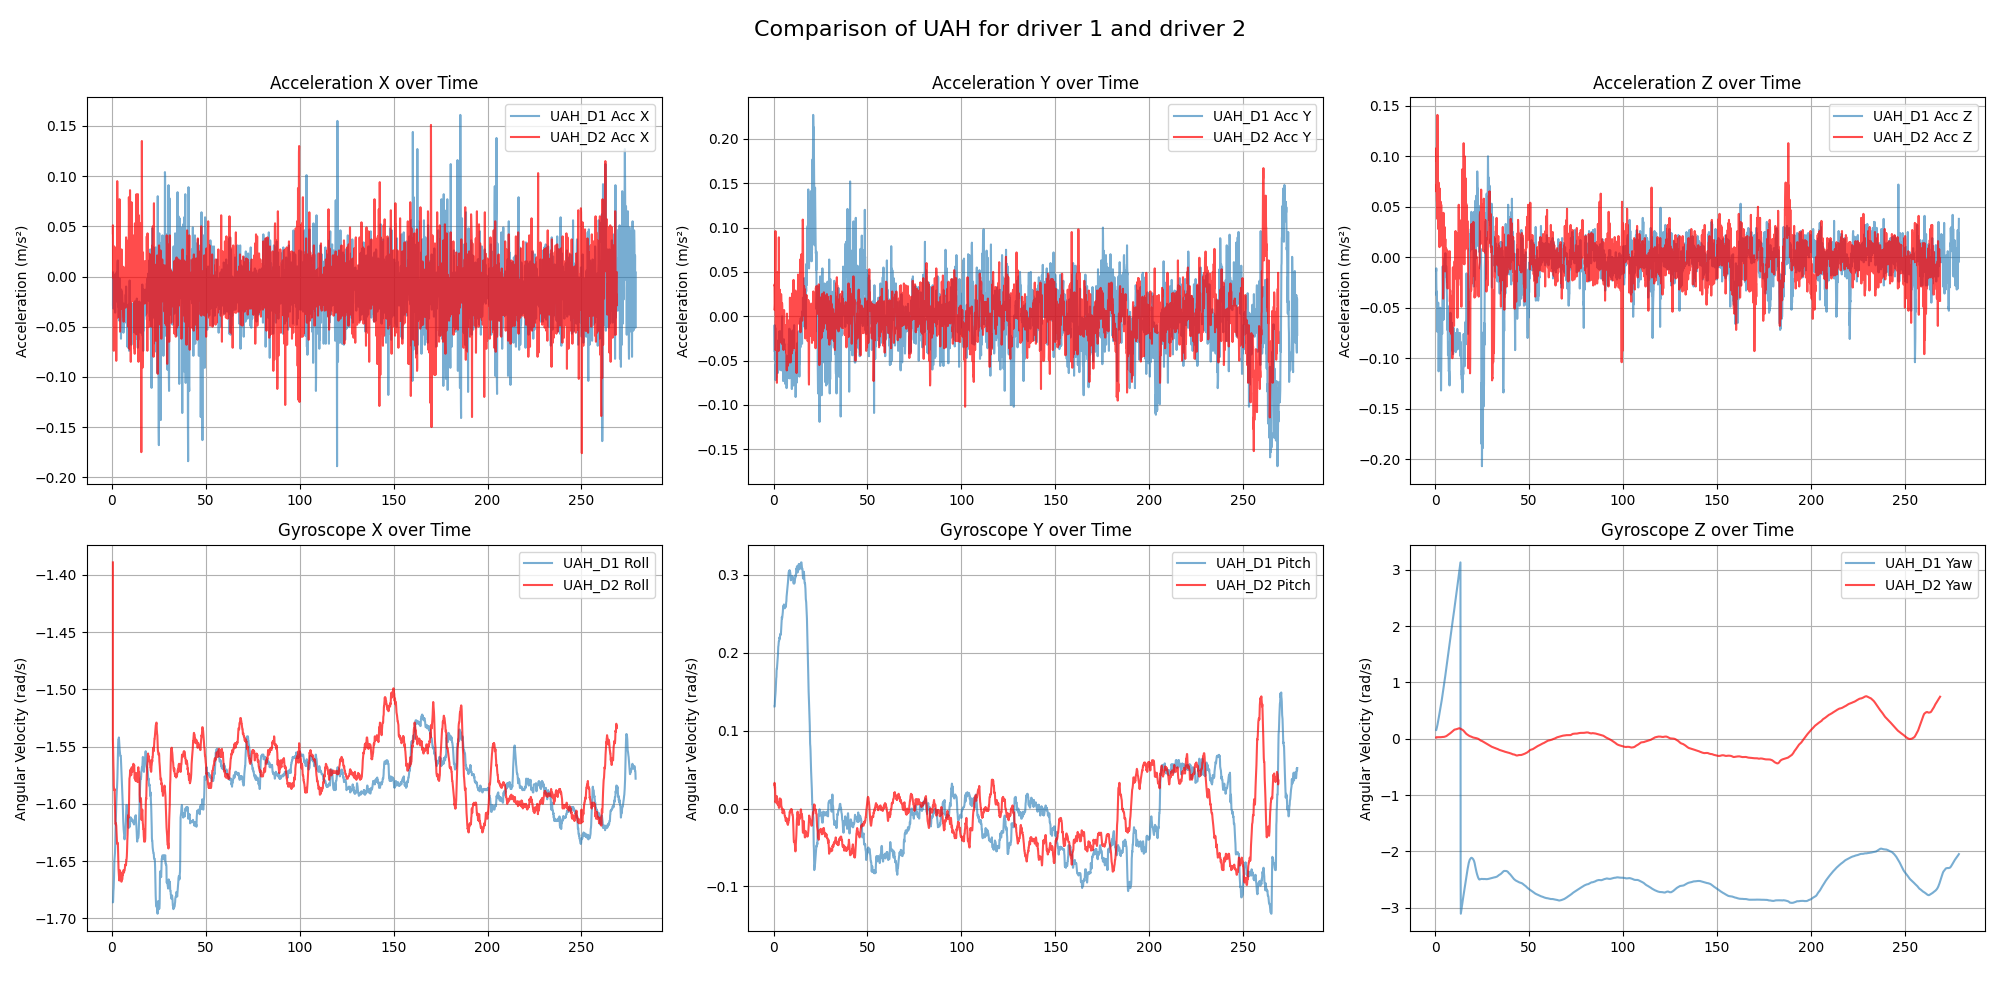 Comparison of UAH for driver 1 and driver 2
Acceleration X over Time
Acceleration (m/s²)
0.15
0.10
0.05
0.00
−0.05
−0.10
−0.15
−0.20
0 50 100 150 200 250
UAH_D1 Acc X
UAH_D2 Acc X
Acceleration Y over Time
Acceleration (m/s²)
0.20
0.15
0.10
0.05
0.00
−0.05
−0.10
−0.15
0 50 100 150 200 250
UAH_D1 Acc Y
UAH_D2 Acc Y
Acceleration Z over Time
Acceleration (m/s²)
0.15
0.10
0.05
0.00
−0.05
−0.10
−0.15
−0.20
0 50 100 150 200 250
UAH_D1 Acc Z
UAH_D2 Acc Z
Gyroscope X over Time
Angular Velocity (rad/s)
−1.40
−1.45
−1.50
−1.55
−1.60
−1.65
−1.70
0 50 100 150 200 250
UAH_D1 Roll
UAH_D2 Roll
Gyroscope Y over Time
Angular Velocity (rad/s)
0.3
0.2
0.1
0.0
−0.1
0 50 100 150 200 250
UAH_D1 Pitch
UAH_D2 Pitch
Gyroscope Z over Time
Angular Velocity (rad/s)
3
2
1
0
−1
−2
−3
0 50 100 150 200 250
UAH_D1 Yaw
UAH_D2 Yaw